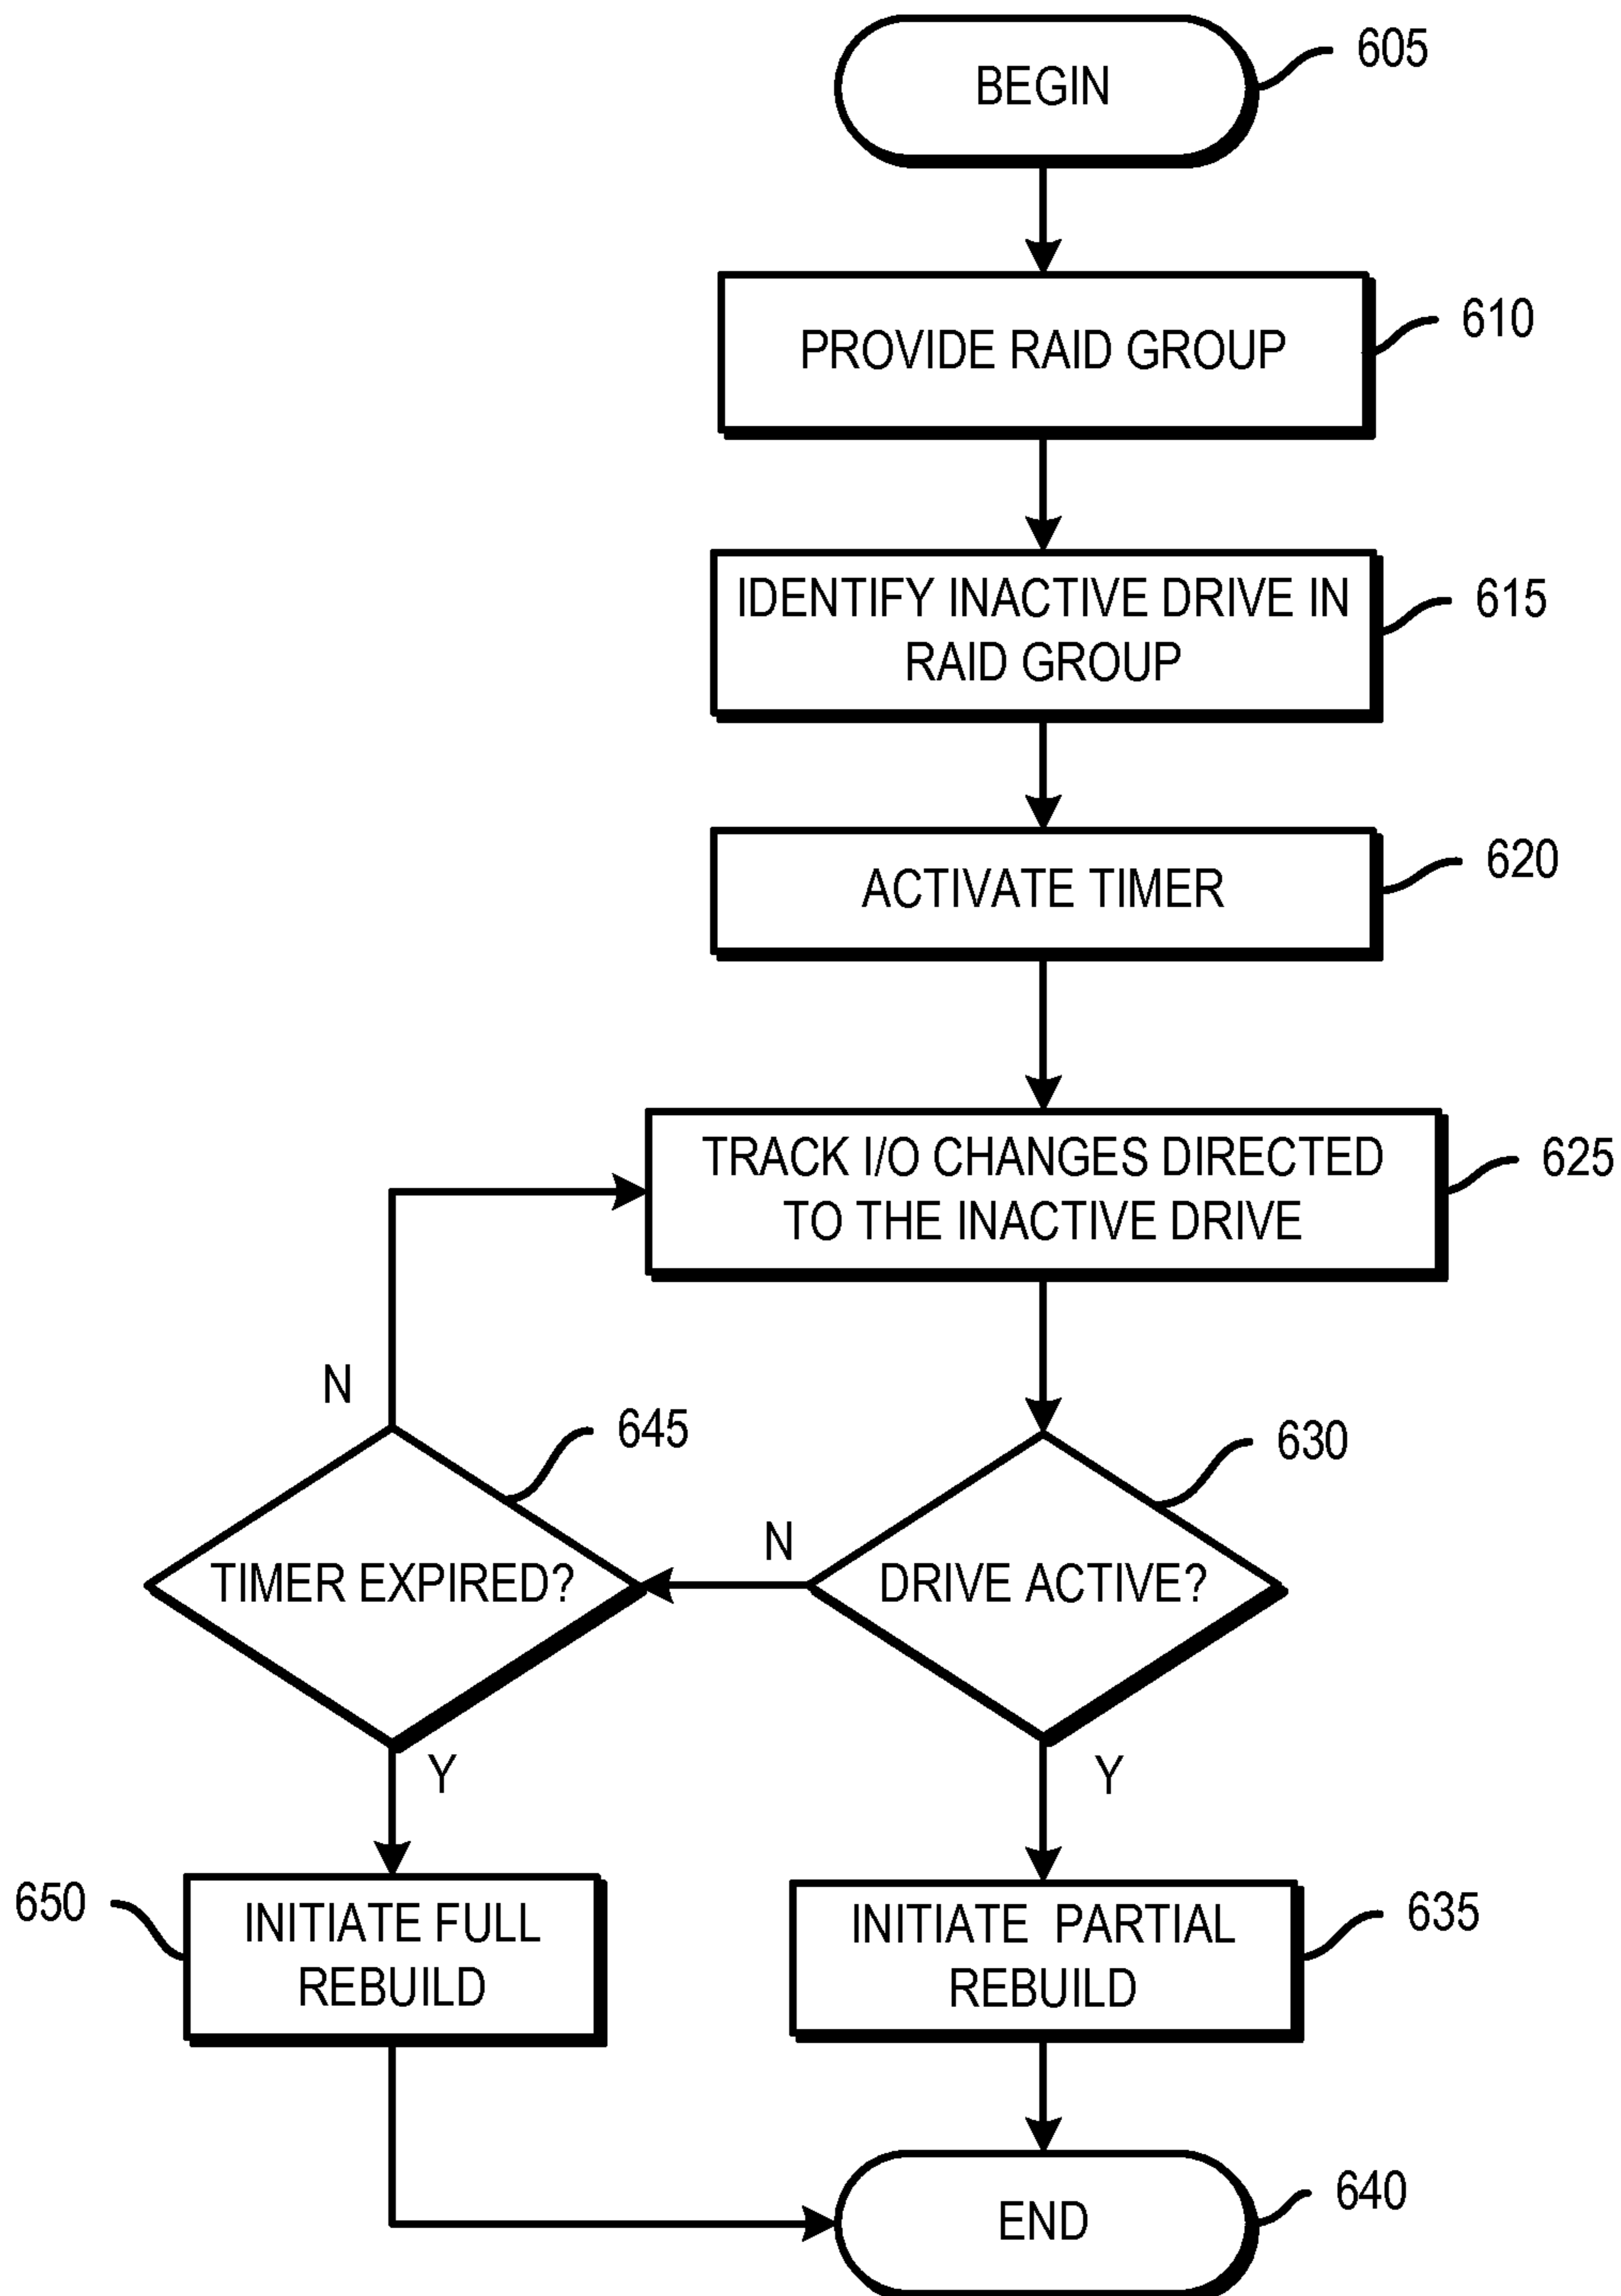 BEGIN
605
PROVIDE RAID GROUP
610
IDENTIFY INACTIVE DRIVE IN
RAID GROUP
615
ACTIVATE TIMER
620
TRACK I/O CHANGES DIRECTED
TO THE INACTIVE DRIVE
625
N
645
630
TIMER EXPIRED?
N
DRIVE ACTIVE?
Y
Y
650
INITIATE FULL
REBUILD
INITIATE PARTIAL
REBUILD
635
END
640